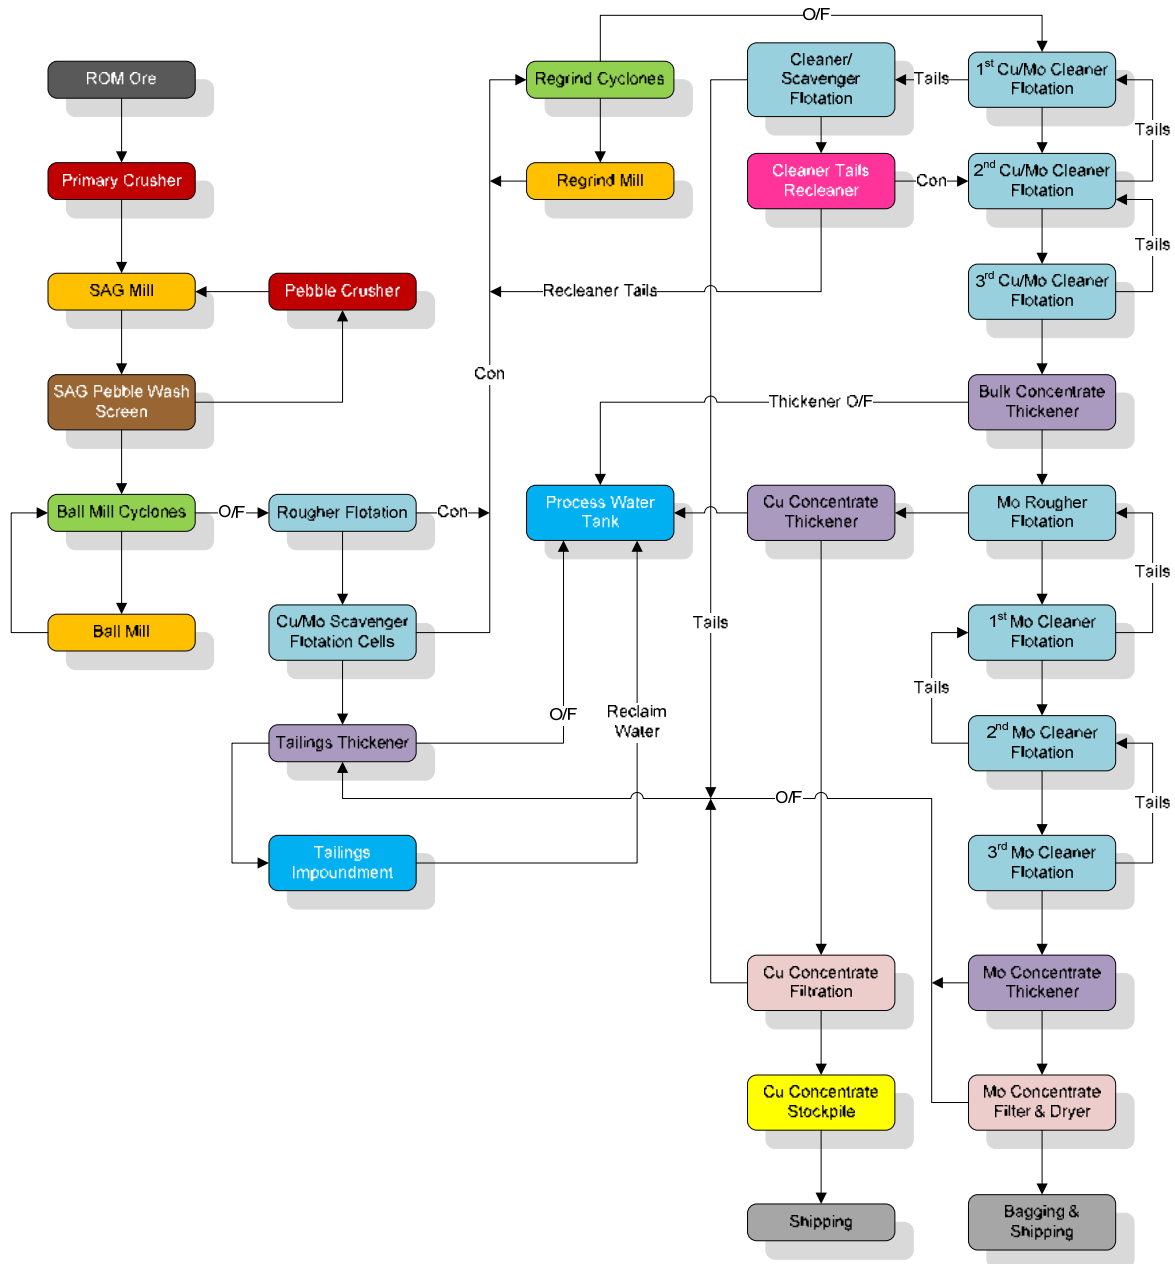 O/F
ROM Ore
Regrind Cyclones
Cleaner/
Scavenger
Flotation
Tails
1st Cu/Mo Cleaner
Flotation
Tails
Primary Crusher
Regrind Mill
Cleaner Tails
Recleaner
Con
2nd Cu/Mo Cleaner
Flotation
Tails
SAG Mill
Pebble Crusher
Recleaner Tails
3rd Cu/Mo Cleaner
Flotation
Con
SAG Pebble Wash
Screen
Thickener O/F
Bulk Concentrate
Thickener
Ball Mill Cyclones
O/F
Rougher Flotation
Con
Process Water
Tank
Cu Concentrate
Thickener
Mo Rougher
Flotation
Tails
Ball Mill
Cu/Mo Scavenger
Flotation Cells
Tails
1st Mo Cleaner
Flotation
Tails
O/F
Reclaim
Water
Tailings Thickener
2nd Mo Cleaner
Flotation
O/F
Tails
Tailings
Impoundment
3rd Mo Cleaner
Flotation
Cu Concentrate
Filtration
Mo Concentrate
Thickener
Cu Concentrate
Stockpile
Mo Concentrate
Filter & Dryer
Shipping
Bagging &
Shipping